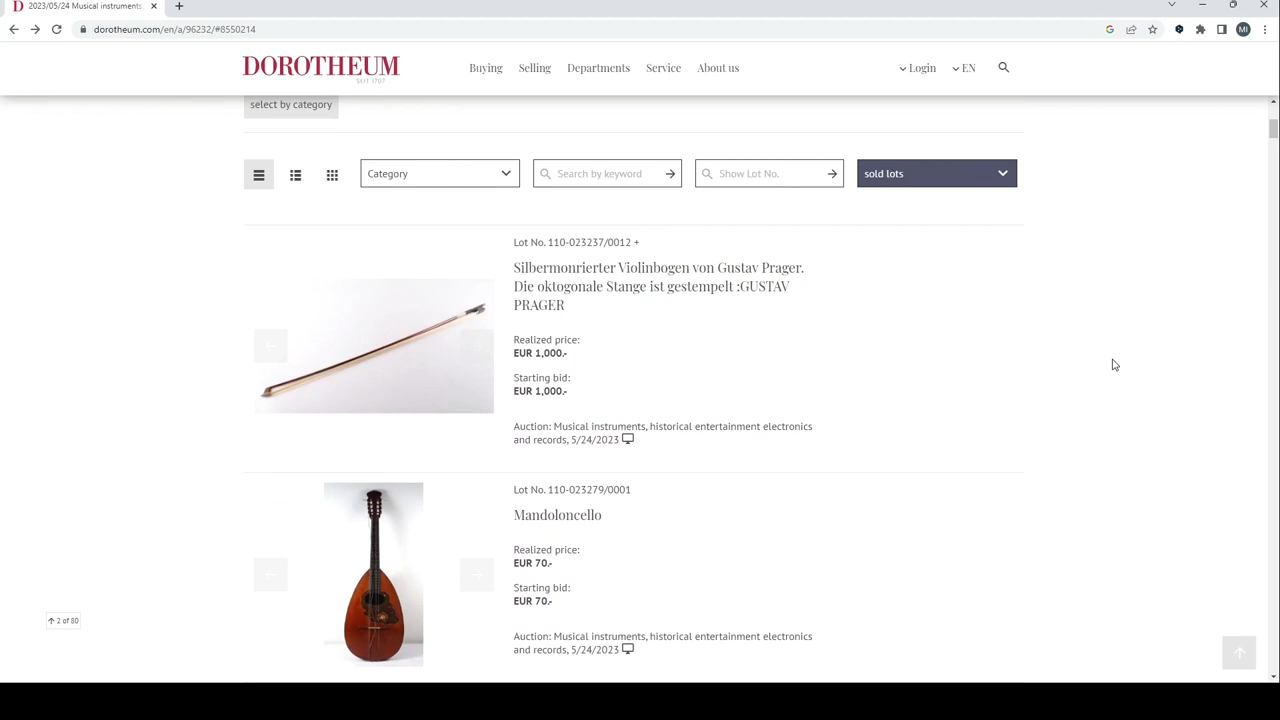 2023/05/24 Musical instruments,
dorotheum.com/en/a/96232/#8550214
MI
DOROTHEUM
SEIT 1707
Buying
Selling
Departments
Service
About us
Login
EN
select by category
Category
Search by keyword
Show Lot No.
sold lots
Lot No. 110-023237/0012 +
Silbermonrierter Violinbogen von Gustav Prager.
Die oktogonale Stange ist gestempelt :GUSTAV
PRAGER
Realized price:
EUR 1,000.-
Starting bid:
EUR 1,000.-
Auction: Musical instruments, historical entertainment electronics
and records, 5/24/2023
Lot No. 110-023279/0001
Mandoloncello
Realized price:
EUR 70.-
Starting bid:
EUR 70.-
Auction: Musical instruments, historical entertainment electronics
and records, 5/24/2023
2 of 80